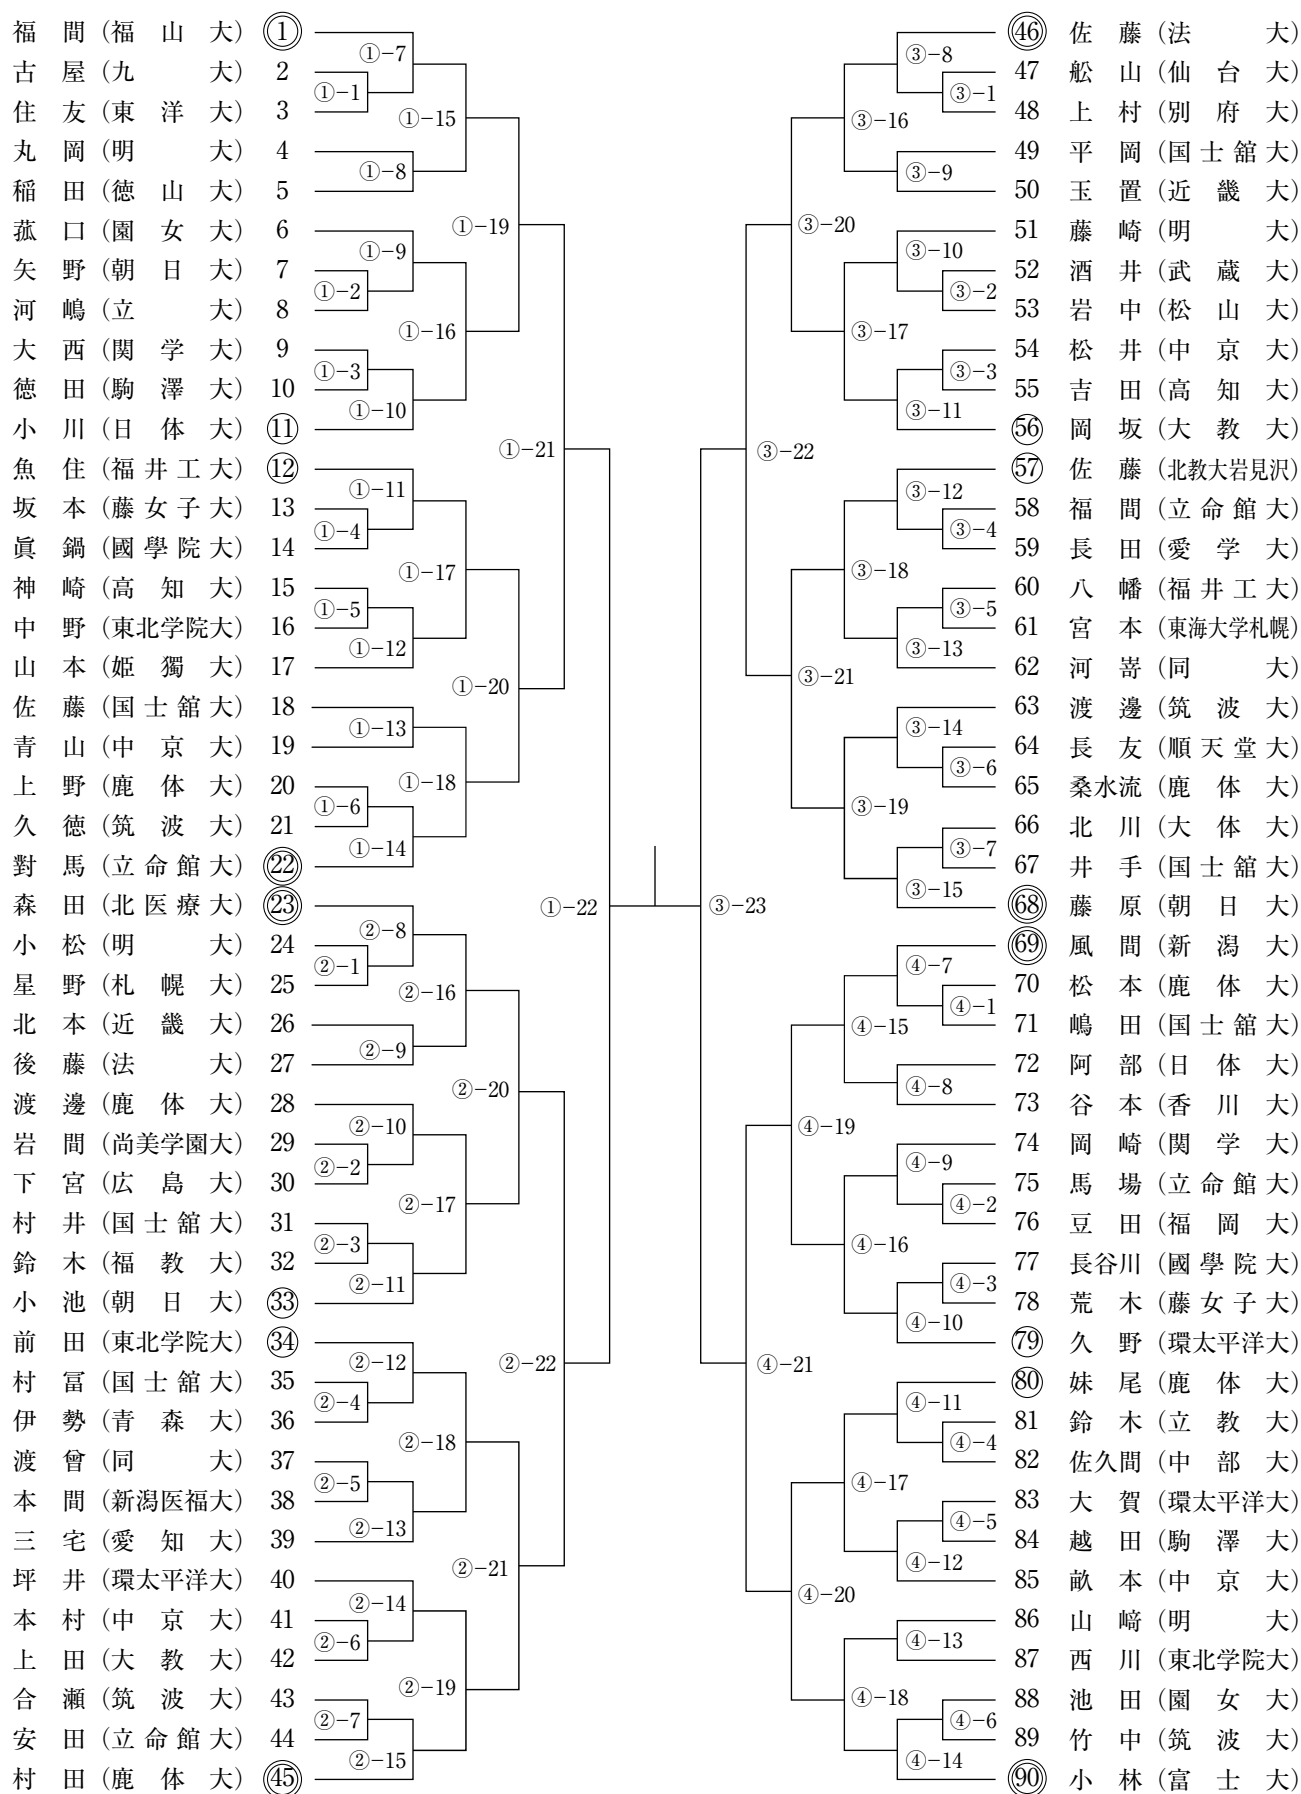 福間（福山大）①
古屋（九大）2
住友（東洋大）3
丸岡（明大）4
稲田（徳山大）5
菰口（園女大）6
矢野（朝日大）7
河嶋（立大）8
大西（関学大）9
徳田（駒澤大）10
小川（日体大）⑪
魚住（福井工大）⑫
坂本（藤女子大）13
眞鍋（國學院大）14
神崎（高知大）15
中野（東北学院大）16
山本（姫獨大）17
佐藤（国士舘大）18
青山（中京大）19
上野（鹿体大）20
久徳（筑波大）21
對馬（立命館大）㉒
森田（北医療大）㉓
小松（明大）24
星野（札幌大）25
北本（近畿大）26
後藤（法大）27
渡邊（鹿体大）28
岩間（尚美学園大）29
下宮（広島大）30
村井（国士舘大）31
鈴木（福教大）32
小池（朝日大）㉝
前田（東北学院大）㉞
村冨（国士舘大）35
伊勢（青森大）36
渡曾（同大）37
本間（新潟医福大）38
三宅（愛知大）39
坪井（環太平洋大）40
本村（中京大）41
上田（大教大）42
合瀬（筑波大）43
安田（立命館大）44
村田（鹿体大）㊺
①−7
①−1
①−15
①−8
①−19
①−9
①−2
①−16
①−3
①−10
①−21
①−11
①−4
①−17
①−5
①−12
①−20
①−13
①−18
①−6
①−14
①−22
②−8
②−1
②−16
②−9
②−20
②−10
②−2
②−17
②−3
②−11
②−22
②−12
②−4
②−18
②−5
②−13
②−21
②−14
②−6
②−19
②−7
②−15
③−8
③−1
③−16
③−9
③−20
③−10
③−2
③−17
③−3
③−11
③−22
③−12
③−4
③−18
③−5
③−13
③−21
③−14
③−6
③−19
③−7
③−15
③−23
④−7
④−1
④−15
④−8
④−19
④−9
④−2
④−16
④−3
④−10
④−21
④−11
④−4
④−17
④−5
④−12
④−20
④−13
④−18
④−6
④−14
㊻ 佐藤（法大）
47 舩山（仙台大）
48 上村（別府大）
49 平岡（国士舘大）
50 玉置（近畿大）
51 藤崎（明大）
52 酒井（武蔵大）
53 岩中（松山大）
54 松井（中京大）
55 吉田（高知大）
56 岡坂（大教大）
57 佐藤（北教大岩見沢）
58 福間（立命館大）
59 長田（愛学大）
60 八幡（福井工大）
61 宮本（東海大学札幌）
62 河嵜（同大）
63 渡邊（筑波大）
64 長友（順天堂大）
65 桑水流（鹿体大）
66 北川（大体大）
67 井手（国士舘大）
68 藤原（朝日大）
69 風間（新潟大）
70 松本（鹿体大）
71 嶋田（国士舘大）
72 阿部（日体大）
73 谷本（香川大）
74 岡崎（関学大）
75 馬場（立命館大）
76 豆田（福岡大）
77 長谷川（國學院大）
78 荒木（藤女子大）
79 久野（環太平洋大）
80 妹尾（鹿体大）
81 鈴木（立教大）
82 佐久間（中部大）
83 大賀（環太平洋大）
84 越田（駒澤大）
85 畝本（中京大）
86 山﨑（明大）
87 西川（東北学院大）
88 池田（園女大）
89 竹中（筑波大）
90 小林（富士大）